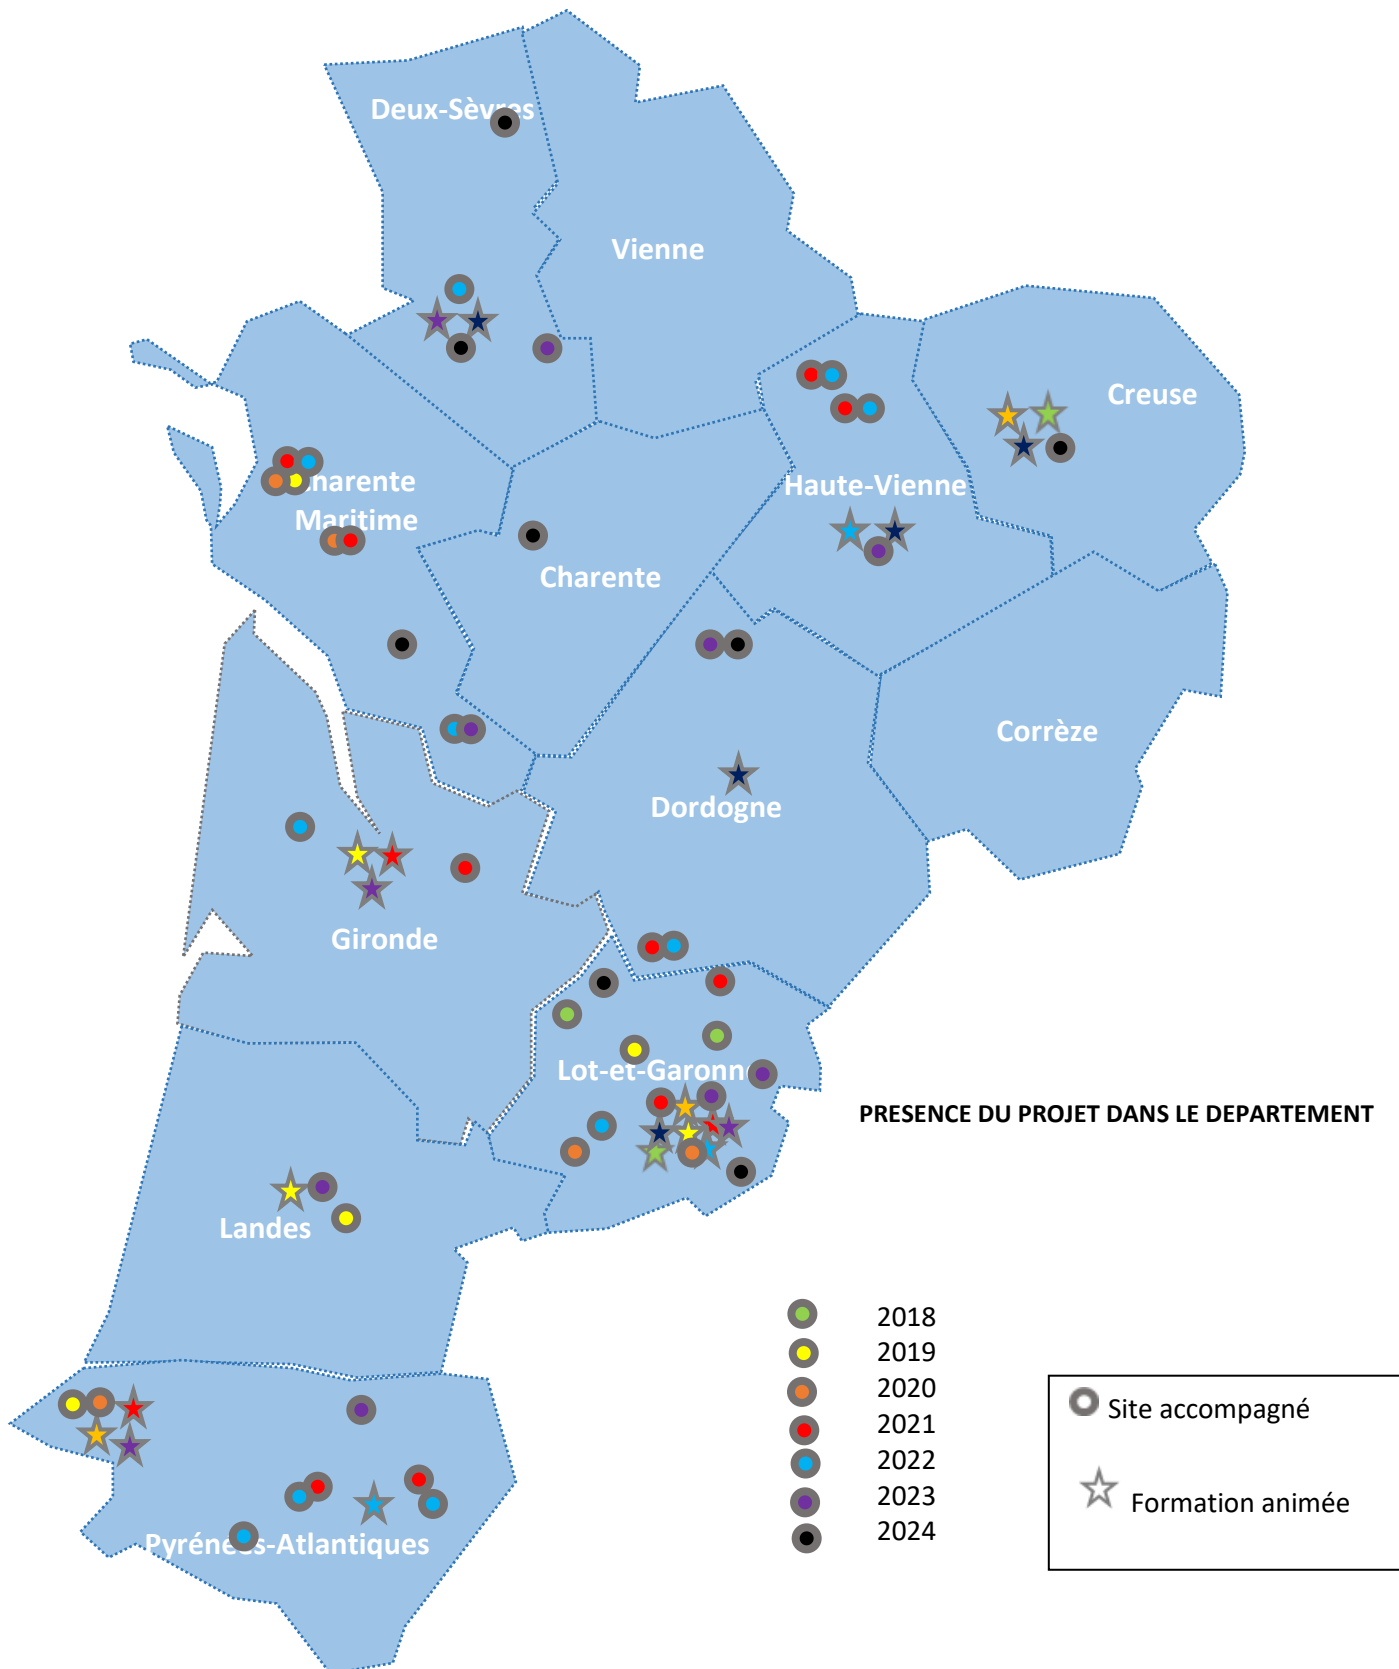 Deux-Sèvres
Vienne
Creuse
Charente
Maritime
Haute-Vienne
Charente
Corrèze
Dordogne
Gironde
Lot-et-Garonne
PRESENCE DU PROJET DANS LE DEPARTEMENT
Landes
Pyrénées-Atlantiques
2018
2019
2020
2021
2022
2023
2024
Site accompagné
Formation animée